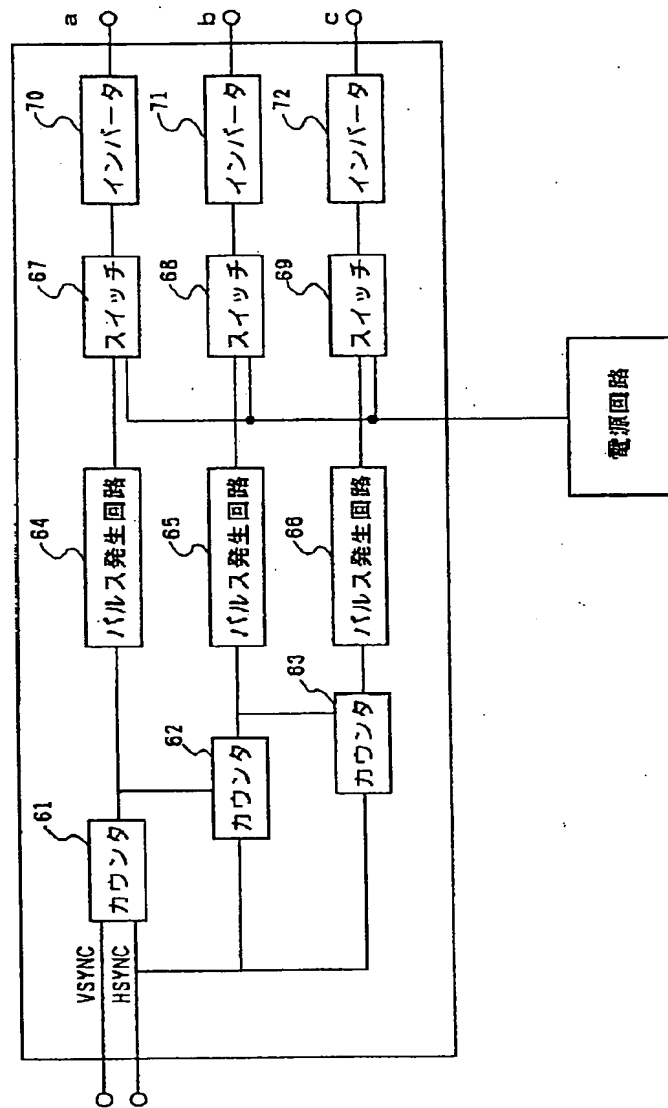 VSYNC
HSYNC
61
カウンタ
62
カウンタ
63
カウンタ
64
パルス発生回路
65
パルス発生回路
66
パルス発生回路
67
スイッチ
68
スイッチ
69
スイッチ
70
インバータ
71
インバータ
72
インバータ
a
b
c
電源回路